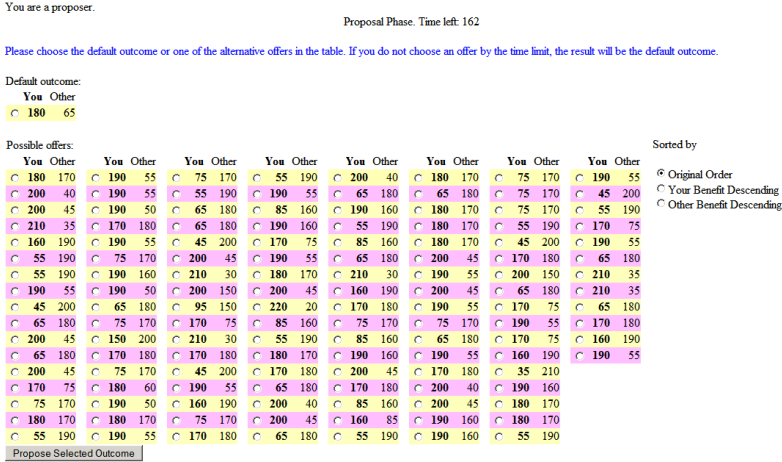 You are a proposer.
Proposal Phase. Time left: 162
Please choose the default outcome or one of the alternative offers in the table. If you do not choose an offer by the time limit, the result will be the default outcome.
Default outcome:
You Other
180 65
Possible offers:
Sorted by
You Other You Other You Other You Other You Other You Other You Other You Other
180 170 190 55 75 170 55 190 200 40 180 170 75 170 190 55
Original Order
200 40 190 55 55 190 190 55 65 180 65 180 75 170 45 200
Your Benefit Descending
200 45 190 50 65 180 85 160 190 160 180 170 75 170 55 190
Other Benefit Descending
210 35 170 180 65 180 190 160 55 190 180 170 55 190 170 75
160 190 190 55 45 200 170 75 85 160 180 170 45 200 190 55
55 190 75 170 200 45 190 55 65 180 200 45 170 180 65 180
55 190 190 160 210 30 180 170 210 30 190 55 200 150 210 35
190 55 190 50 200 150 200 45 160 190 200 45 65 180 210 35
45 200 65 180 95 150 220 20 170 180 190 55 170 75 65 180
65 180 75 170 170 75 85 160 75 170 75 170 190 55 170 180
200 45 150 200 210 30 55 190 85 160 65 180 170 75 160 190
65 180 170 180 170 180 180 170 190 160 190 55 160 190 190 55
200 45 75 170 45 200 170 180 200 45 170 180 35 210
170 75 180 60 190 55 65 180 170 180 200 40 190 160
75 170 190 50 160 190 200 40 85 160 200 45 180 170
180 170 180 170 75 170 200 45 160 85 190 160 180 170
55 190 190 55 170 180 65 180 55 190 190 160 55 190
Propose Selected Outcome